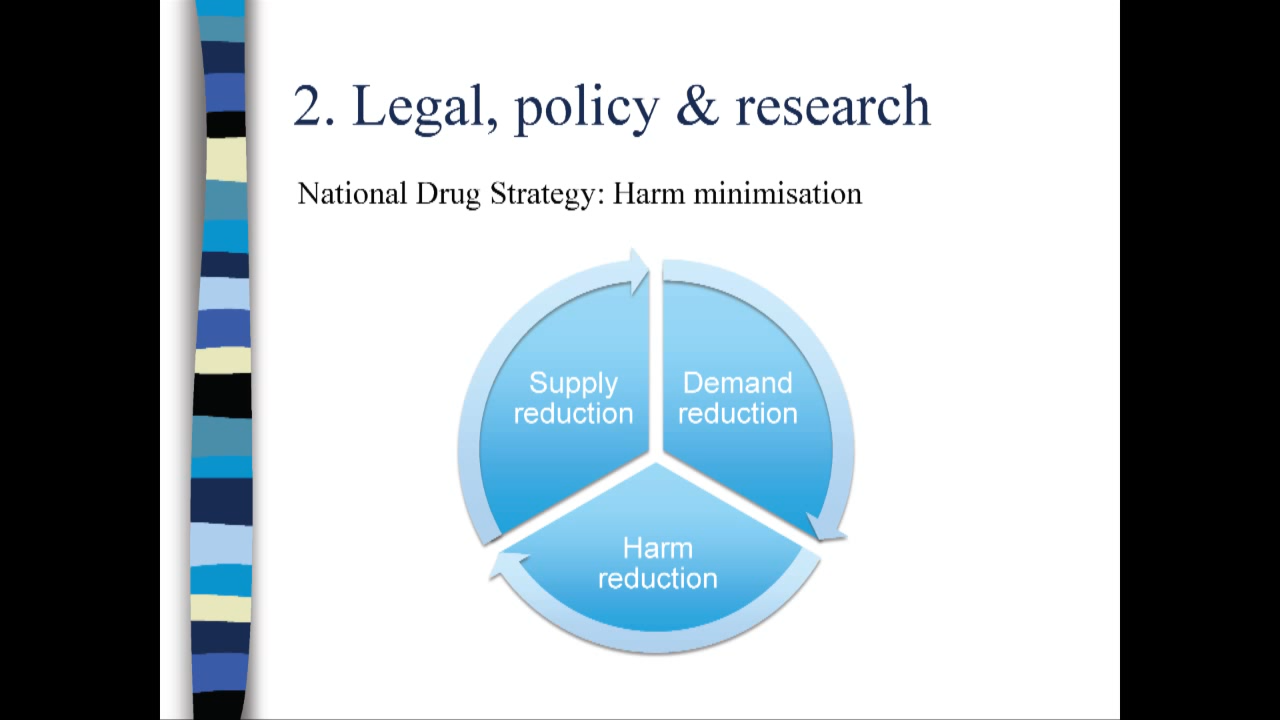 2. Legal, policy & research
National Drug Strategy: Harm minimisation
Supply
reduction
Demand
reduction
Harm
reduction